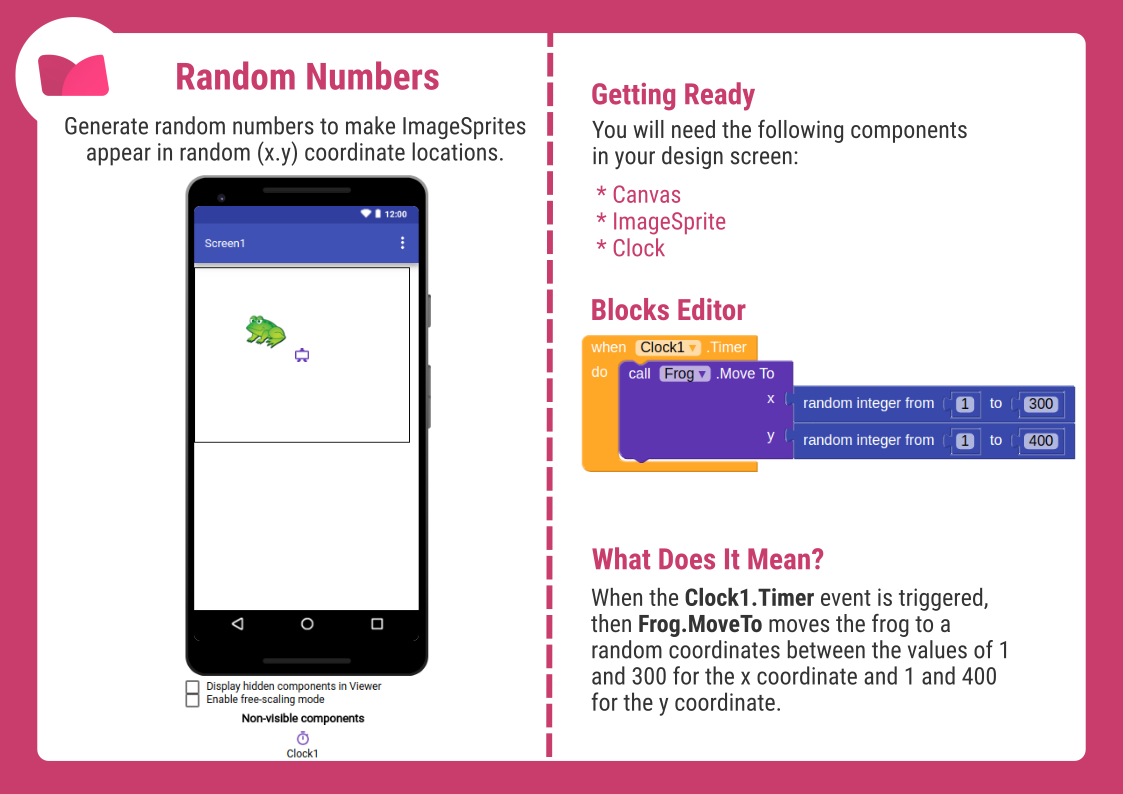 Random Numbers
Generate random numbers to make ImageSprites
appear in random (x.y) coordinate locations.
12:00
Screen1
Display hidden components in Viewer
Enable free-scaling mode
Non-visible components
Clock1
Getting Ready
You will need the following components
in your design screen:
* Canvas
* ImageSprite
* Clock
Blocks Editor
when Clock1 .Timer
do call Frog .Move To
x random integer from 1 to 300
y random integer from 1 to 400
What Does It Mean?
When the Clock1.Timer event is triggered,
then Frog.MoveTo moves the frog to a
random coordinates between the values of 1
and 300 for the x coordinate and 1 and 400
for the y coordinate.